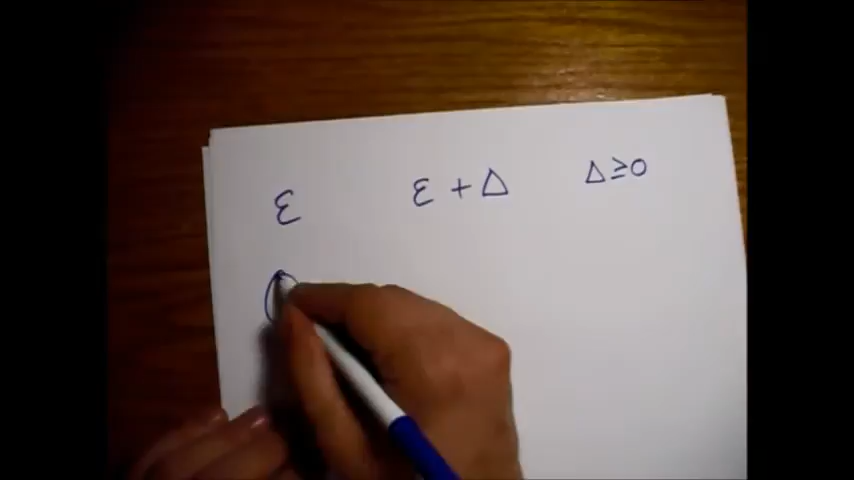 ε ε + Δ Δ ≥ 0